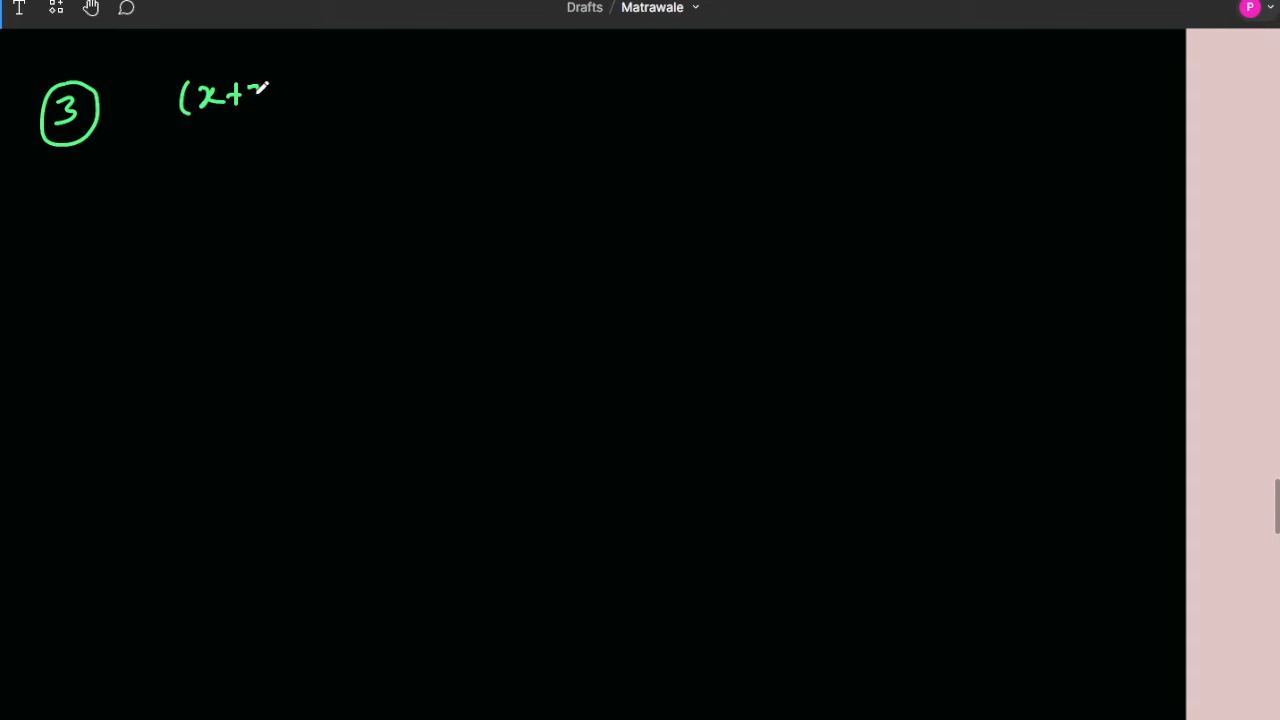 T Drafts / Matrawale P
③ (x+